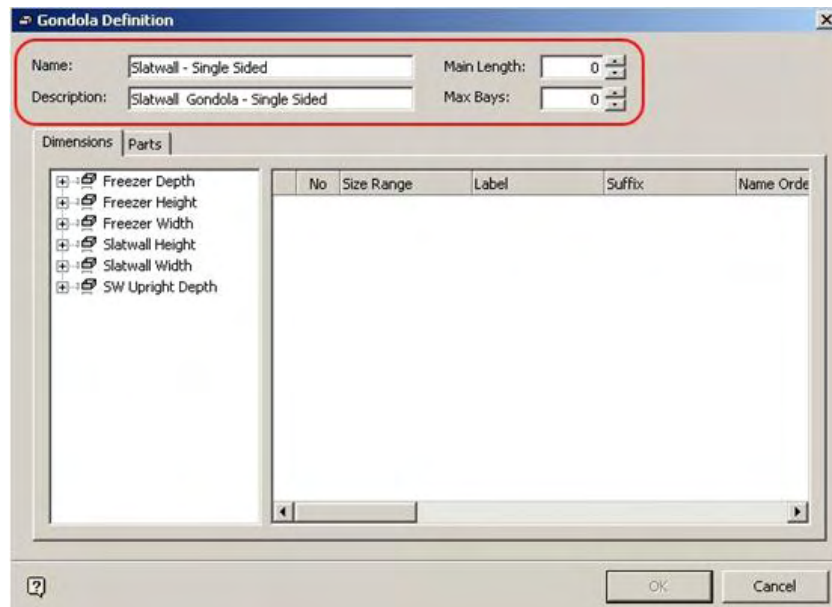 Gondola Definition
Name: Slatwall - Single Sided Main Length: 0
Description: Slatwall Gondola - Single Sided Max Bays: 0
Dimensions Parts
No Size Range Label Suffix Name Orde
Freezer Depth
Freezer Height
Freezer Width
Slatwall Height
Slatwall Width
SW Upright Depth
OK Cancel